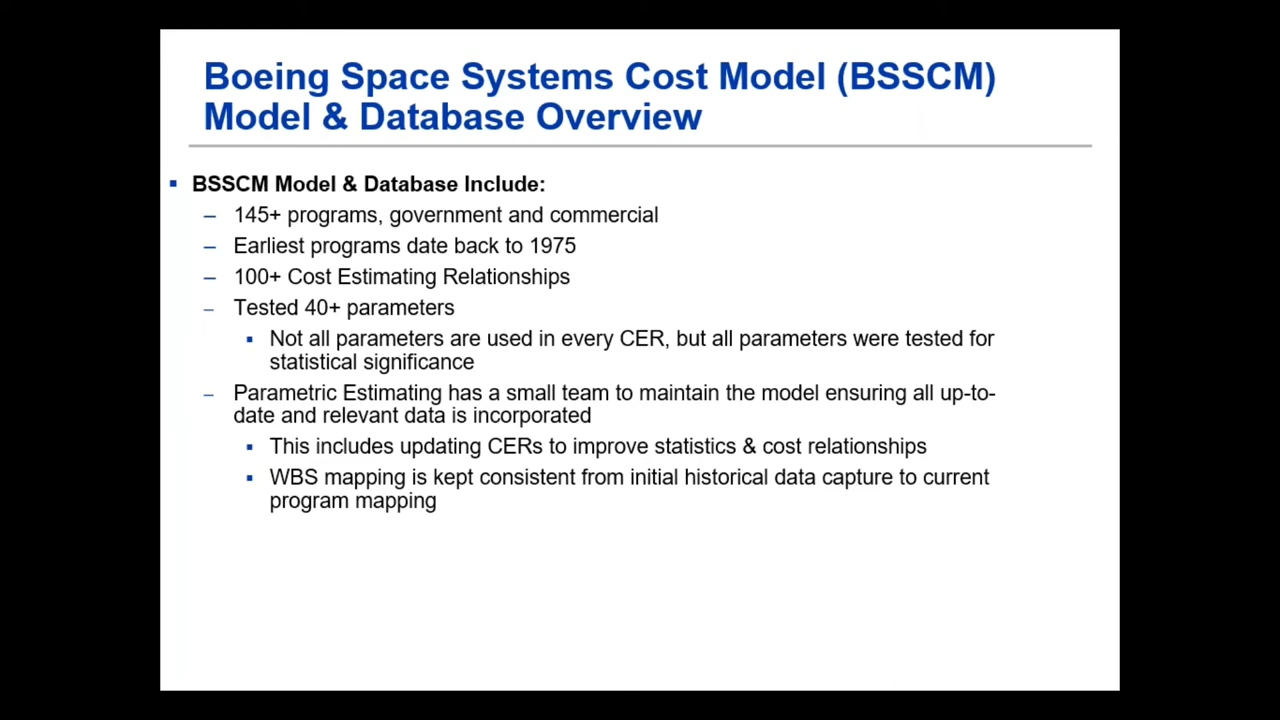 Boeing Space Systems Cost Model (BSSCM)
Model & Database Overview
▪ BSSCM Model & Database Include:
– 145+ programs, government and commercial
– Earliest programs date back to 1975
– 100+ Cost Estimating Relationships
– Tested 40+ parameters
▪ Not all parameters are used in every CER, but all parameters were tested for
statistical significance
– Parametric Estimating has a small team to maintain the model ensuring all up-to-
date and relevant data is incorporated
▪ This includes updating CERs to improve statistics & cost relationships
▪ WBS mapping is kept consistent from initial historical data capture to current
program mapping